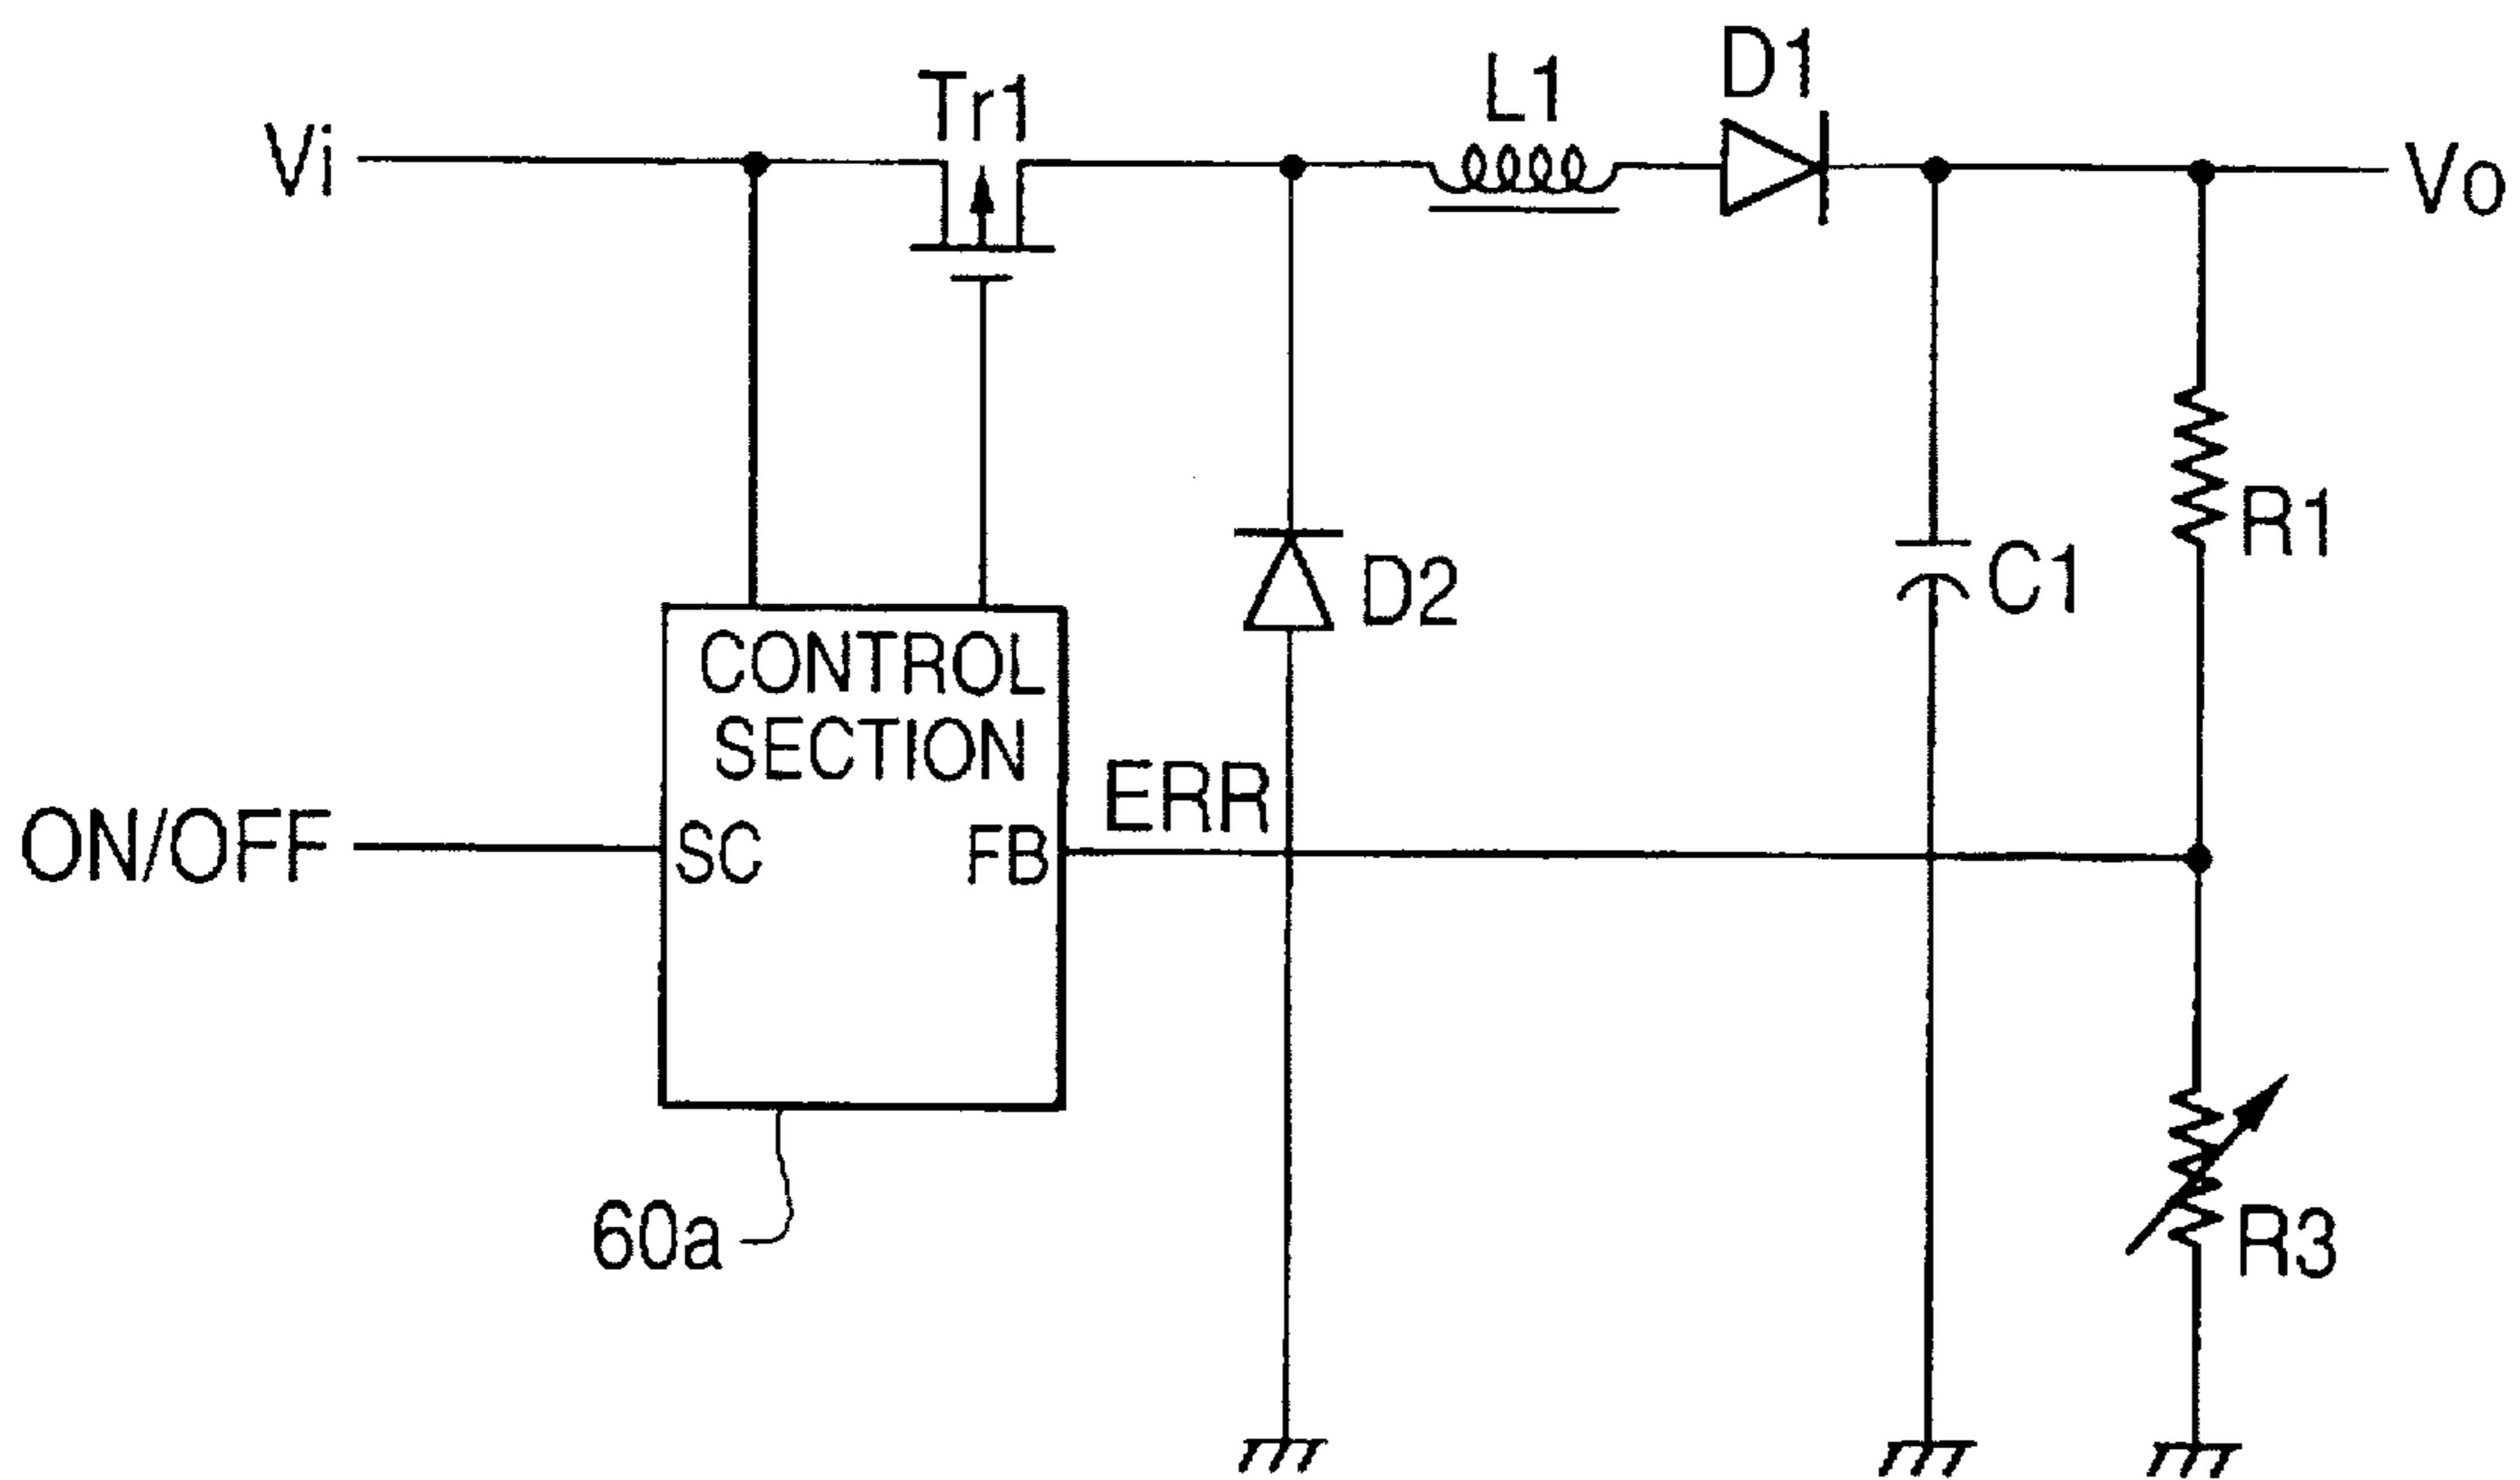 D1
L1
Tr1
Vi
Vo
R1
C1
D2
CONTROL
SECTION
ERR
ON/OFF
SC
FB
60a
R3